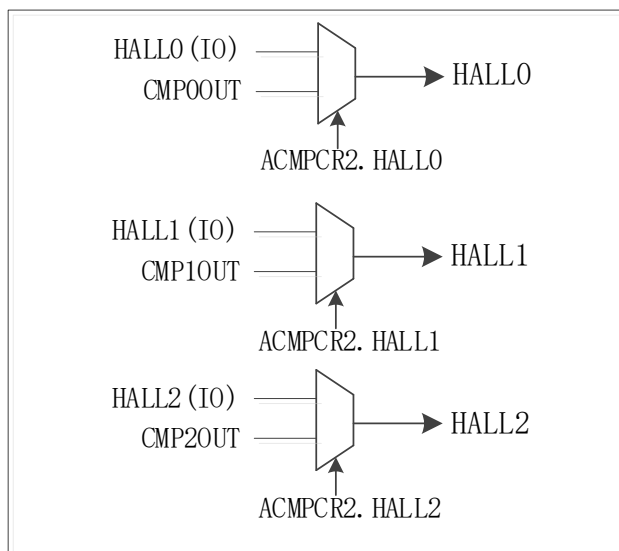 HALL0(IO)
CMP0OUT
HALL0
ACMPCR2.HALL0
HALL1(IO)
CMP1OUT
HALL1
ACMPCR2.HALL1
HALL2(IO)
CMP2OUT
HALL2
ACMPCR2.HALL2